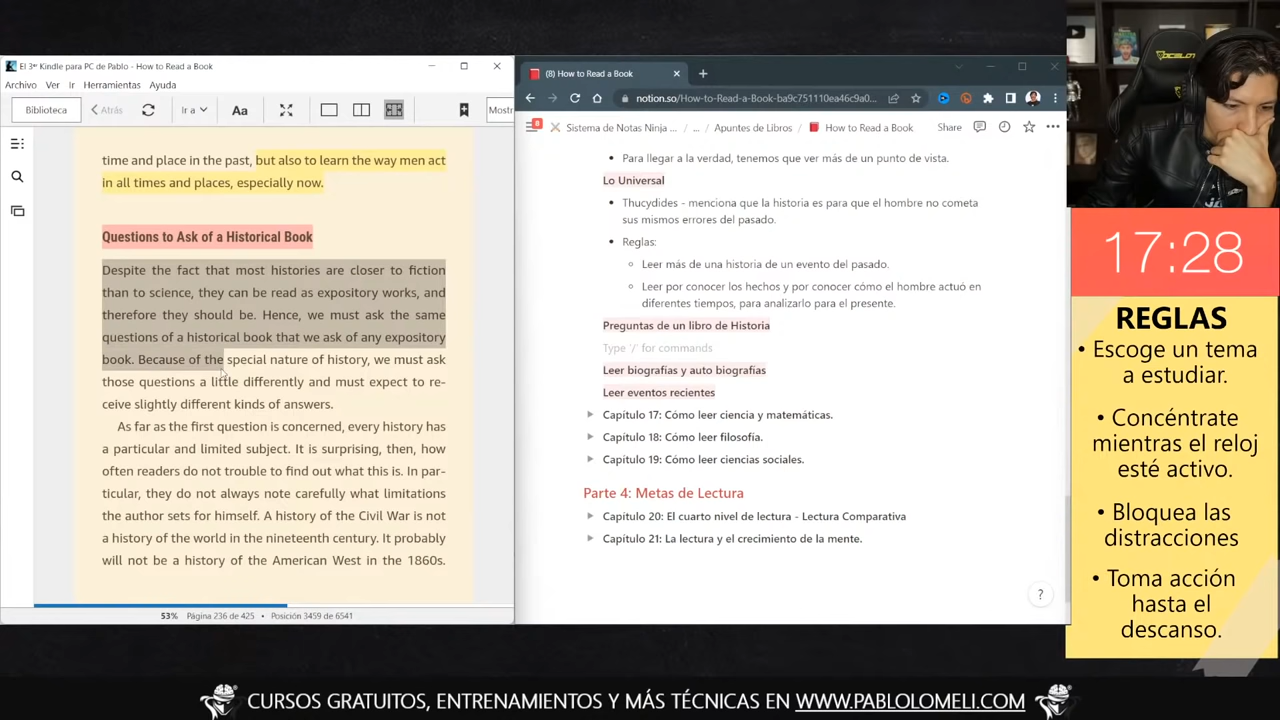 El 3er Kindle para PC de Pablo - How to Read a Book
Archivo Ver Ir Herramientas Ayuda
Biblioteca Atrás Ir a Aa Mostr
time and place in the past, but also to learn the way men act
in all times and places, especially now.
Questions to Ask of a Historical Book
Despite the fact that most histories are closer to fiction
than to science, they can be read as expository works, and
therefore they should be. Hence, we must ask the same
questions of a historical book that we ask of any expository
book. Because of the special nature of history, we must ask
those questions a little differently and must expect to re-
ceive slightly different kinds of answers.
As far as the first question is concerned, every history has
a particular and limited subject. It is surprising, then, how
often readers do not trouble to find out what this is. In par-
ticular, they do not always note carefully what limitations
the author sets for himself. A history of the Civil War is not
a history of the world in the nineteenth century. It probably
will not be a history of the American West in the 1860s.
53% Página 236 de 425 • Posición 3459 de 6541
(8) How to Read a Book
notion.so/How-to-Read-a-Book-ba9c751110ea46c9a0...
8 Sistema de Notas Ninja / ... / Apuntes de Libros / How to Read a Book Share
• Para llegar a la verdad, tenemos que ver más de un punto de vista.
Lo Universal
• Thucydides - menciona que la historia es para que el hombre no cometa
sus mismos errores del pasado.
• Reglas:
Leer más de una historia de un evento del pasado.
Leer por conocer los hechos y por conocer cómo el hombre actuó en
diferentes tiempos, para analizarlo para el presente.
Preguntas de un libro de Historia
Type '/' for commands
Leer biografías y auto biografias
Leer eventos recientes
Capítulo 17: Cómo leer ciencia y matemáticas.
Capítulo 18: Cómo leer filosofía.
Capítulo 19: Cómo leer ciencias sociales.
Parte 4: Metas de Lectura
Capítulo 20: El cuarto nivel de lectura - Lectura Comparativa
Capítulo 21: La lectura y el crecimiento de la mente.
?
17:28
REGLAS
• Escoge un tema
a estudiar.
• Concéntrate
mientras el reloj
esté activo.
• Bloquea las
distracciones
• Toma acción
hasta el
descanso.
CURSOS GRATUITOS, ENTRENAMIENTOS Y MÁS TÉCNICAS EN WWW.PABLOLOMELI.COM